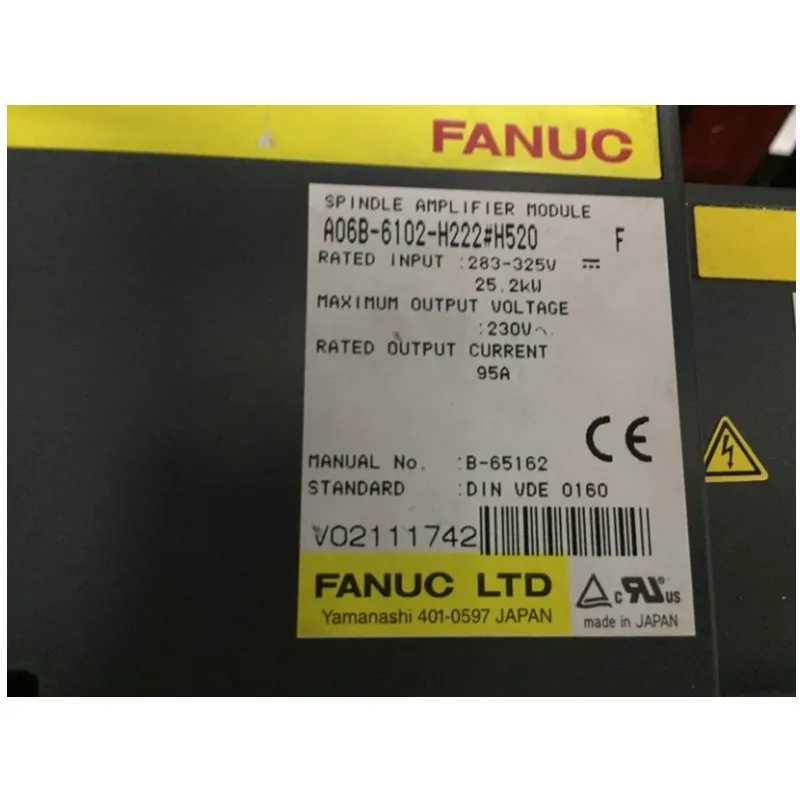 FANUC
SPINDLE AMPLIFIER MODULE
A06B-6102-H222#H520 F
RATED INPUT :283-325V ⎓
25.2kW
MAXIMUM OUTPUT VOLTAGE
:230V∿
RATED OUTPUT CURRENT
95A
CE
MANUAL No. :B-65162
STANDARD :DIN VDE 0160
V02111742
FANUC LTD
Yamanashi 401-0597 JAPAN
c RU US
made in JAPAN